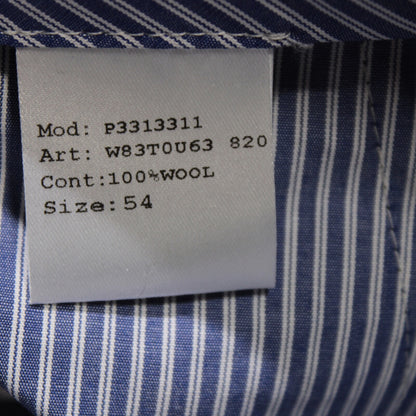 Mod: P3313311
Art: W83T0U63 820
Cont:100%WOOL
Size:54